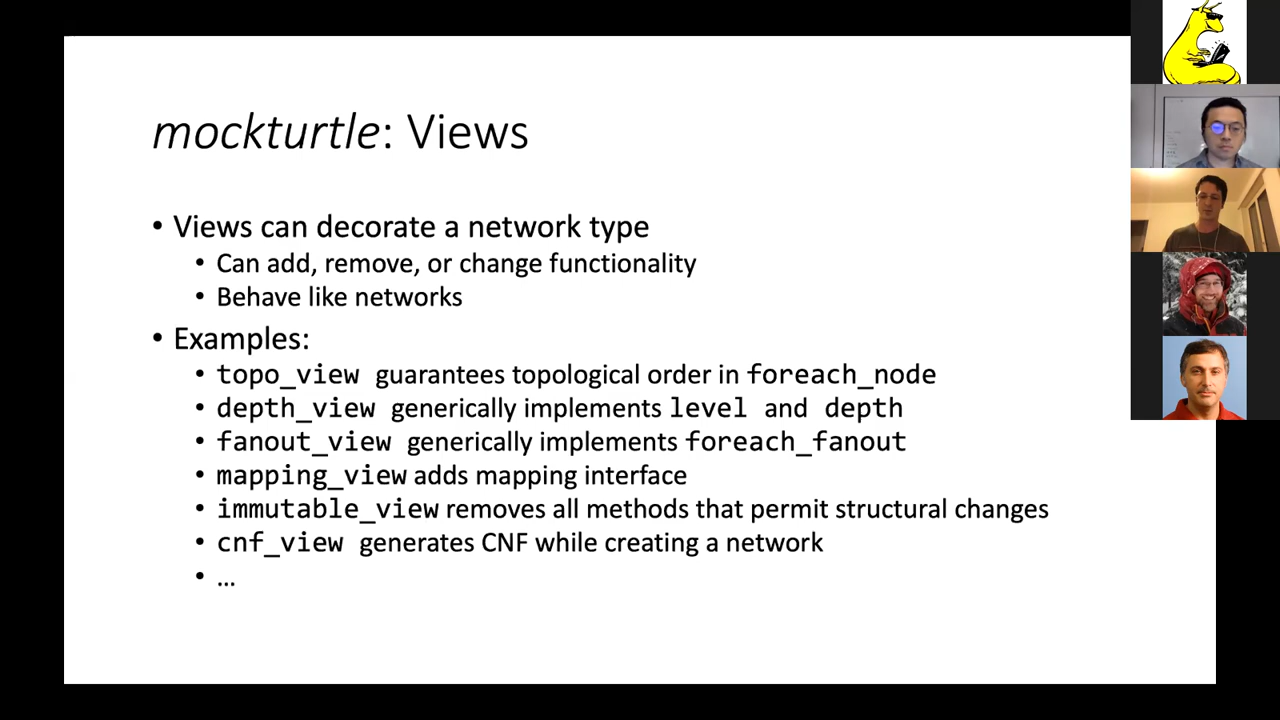 mockturtle: Views
• Views can decorate a network type
• Can add, remove, or change functionality
• Behave like networks
• Examples:
• topo_view guarantees topological order in foreach_node
• depth_view generically implements level and depth
• fanout_view generically implements foreach_fanout
• mapping_view adds mapping interface
• immutable_view removes all methods that permit structural changes
• cnf_view generates CNF while creating a network
• …